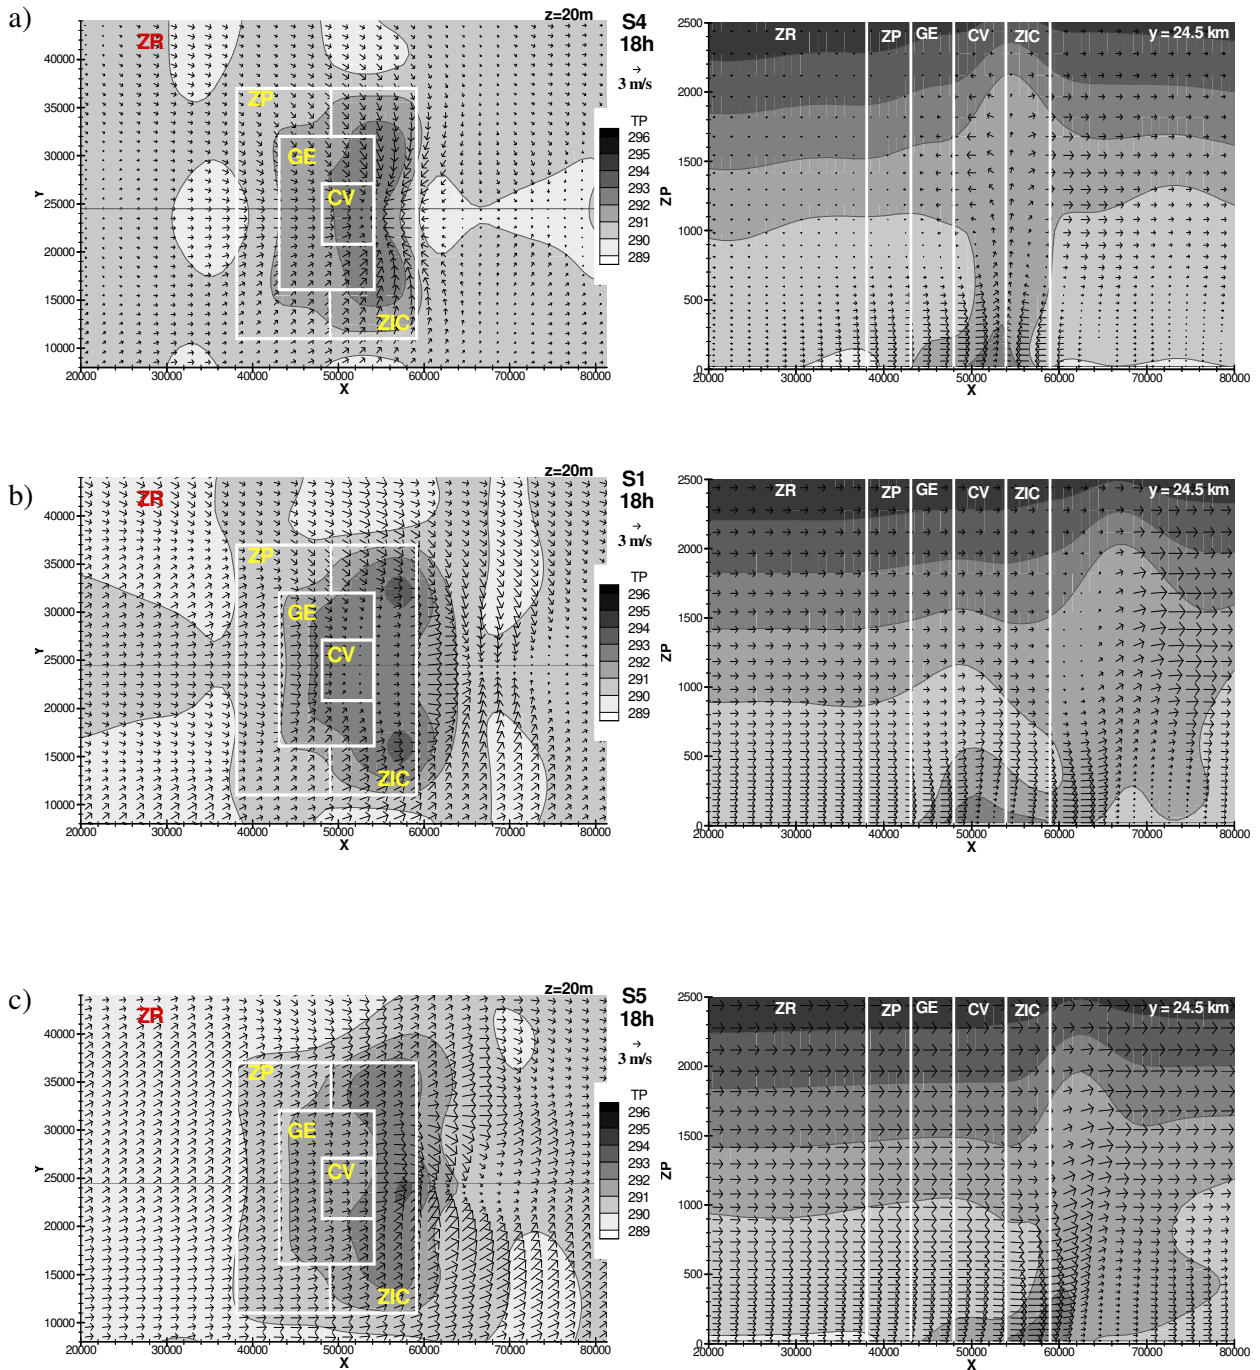 a)
z=20m
S4
18h
3 m/s
TP
296
295
294
293
292
291
290
289
ZR
ZP
GE
CV
ZIC
Y
40000
35000
30000
25000
20000
15000
10000
20000 30000 40000 50000 60000 70000 80000
X
ZR ZP GE CV ZIC y = 24.5 km
ZP
2500
2000
1500
1000
500
0
20000 30000 40000 50000 60000 70000 80000
X
b)
z=20m
S1
18h
3 m/s
TP
296
295
294
293
292
291
290
289
ZR
ZP
GE
CV
ZIC
Y
40000
35000
30000
25000
20000
15000
10000
20000 30000 40000 50000 60000 70000 80000
X
ZR ZP GE CV ZIC y = 24.5 km
ZP
2500
2000
1500
1000
500
0
20000 30000 40000 50000 60000 70000 80000
X
c)
z=20m
S5
18h
3 m/s
TP
296
295
294
293
292
291
290
289
ZR
ZP
GE
CV
ZIC
Y
40000
35000
30000
25000
20000
15000
10000
20000 30000 40000 50000 60000 70000 80000
X
ZR ZP GE CV ZIC y = 24.5 km
ZP
2500
2000
1500
1000
500
0
20000 30000 40000 50000 60000 70000 80000
X